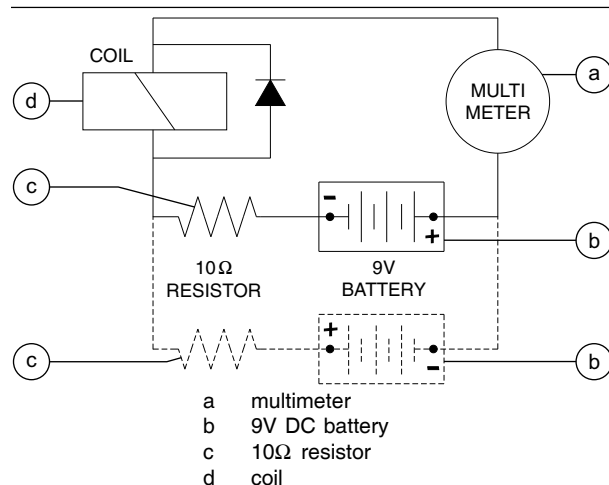 COIL
a
d
MULTI
METER
c
-
+
b
10Ω
RESISTOR
9V
BATTERY
+
-
c
b
a multimeter
b 9V DC battery
c 10Ω resistor
d coil